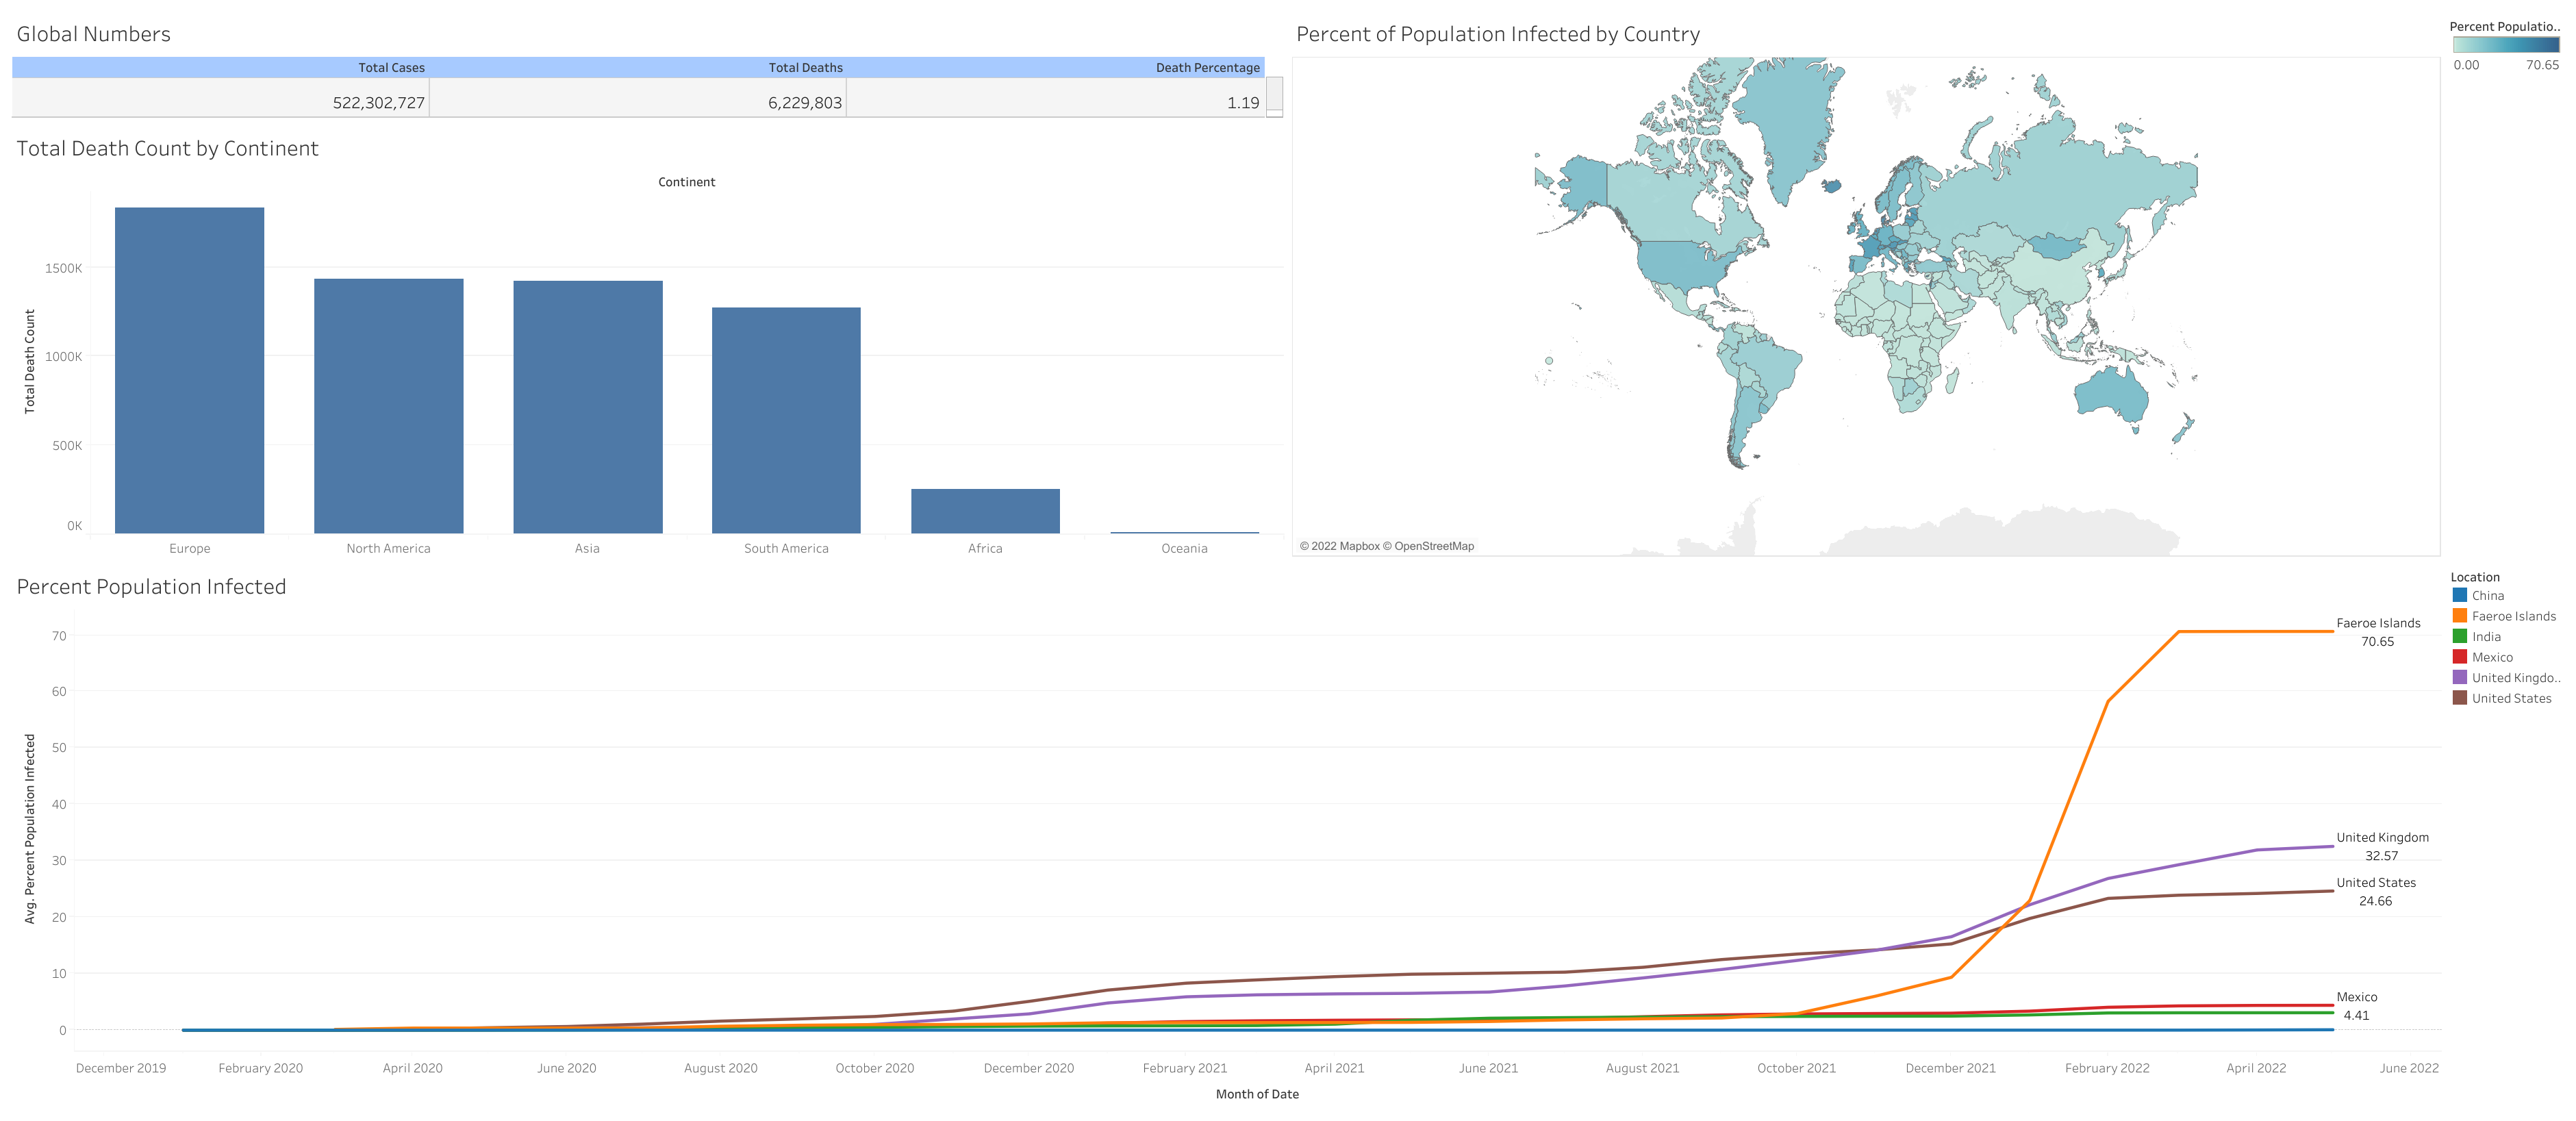 Global Numbers
Total Cases Total Deaths Death Percentage
522,302,727 6,229,803 1.19
Total Death Count by Continent
Continent
Total Death Count
1500K
1000K
500K
0K
Europe North America Asia South America Africa Oceania
Percent of Population Infected by Country
© 2022 Mapbox © OpenStreetMap
Percent Populatio..
0.00 70.65
Percent Population Infected
Avg. Percent Population Infected
70
60
50
40
30
20
10
0
Faeroe Islands
70.65
United Kingdom
32.57
United States
24.66
Mexico
4.41
December 2019 February 2020 April 2020 June 2020 August 2020 October 2020 December 2020 February 2021 April 2021 June 2021 August 2021 October 2021 December 2021 February 2022 April 2022 June 2022
Month of Date
Location
China
Faeroe Islands
India
Mexico
United Kingdo..
United States